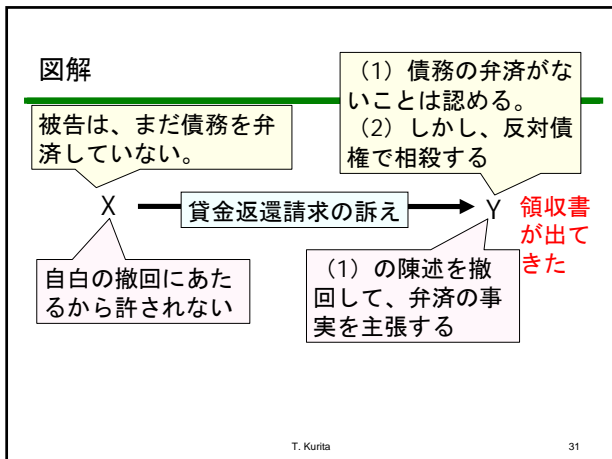 図解
被告は、まだ債務を弁
済していない。
（1）債務の弁済がな
いことは認める。
（2）しかし、反対債
権で相殺する
X
貸金返還請求の訴え
Y
領収書
が出て
きた
自白の撤回にあた
るから許されない
（1）の陳述を撤
回して、弁済の事
実を主張する
T. Kurita
31